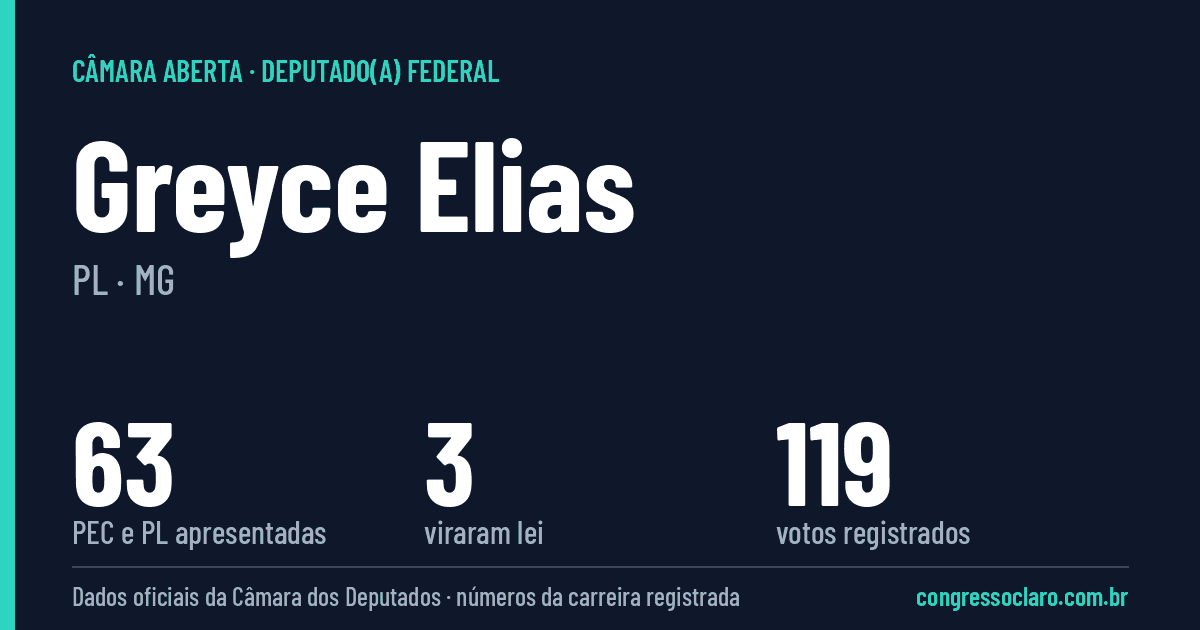 CÂMARA ABERTA · DEPUTADO(A) FEDERAL
Greyce Elias
PL · MG
63
PEC e PL apresentadas
3
viraram lei
119
votos registrados
Dados oficiais da Câmara dos Deputados · números da carreira registrada
congressoclaro.com.br